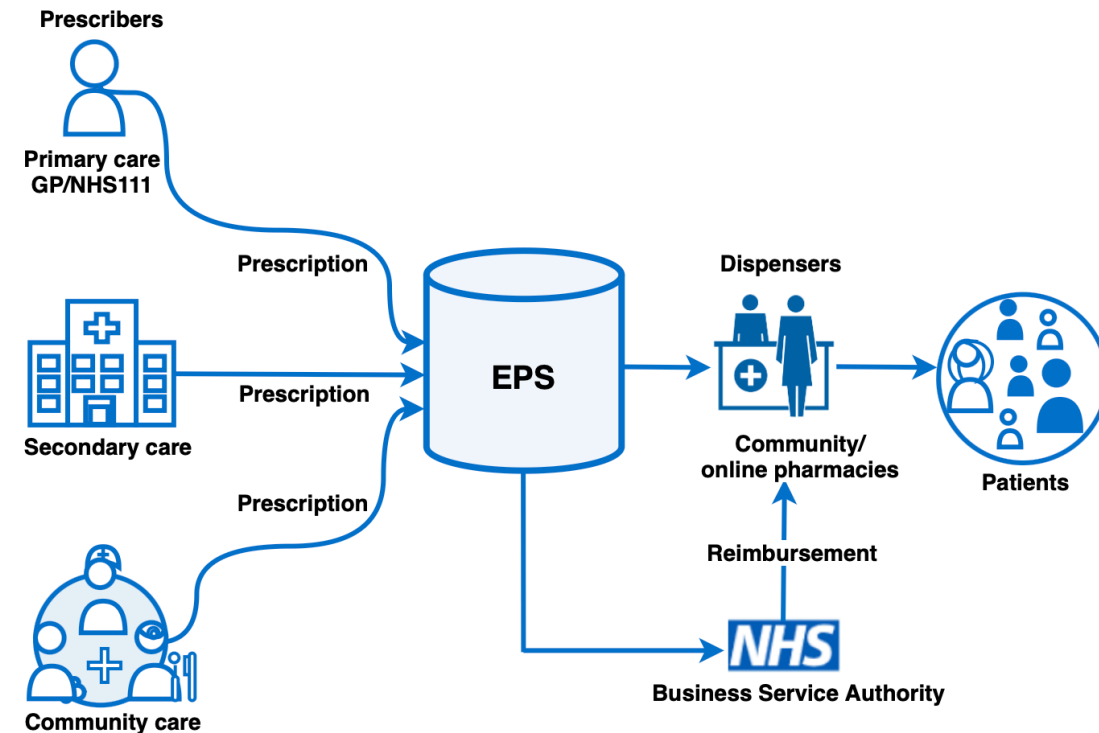 Prescribers
Primary care
GP/NHS111
Prescription
Secondary care
Prescription
Community care
Prescription
EPS
Dispensers
Community/
online pharmacies
Patients
Reimbursement
NHS
Business Service Authority